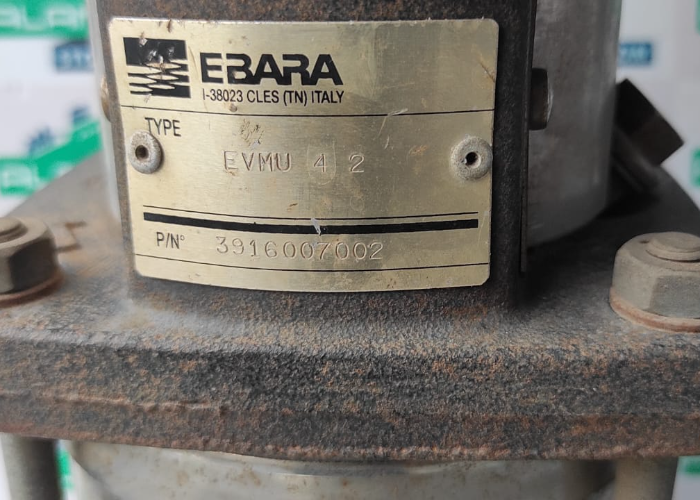 EBARA
I-38023 CLES (TN) ITALY
TYPE
EVMU 4 2
P/N° 3916007002